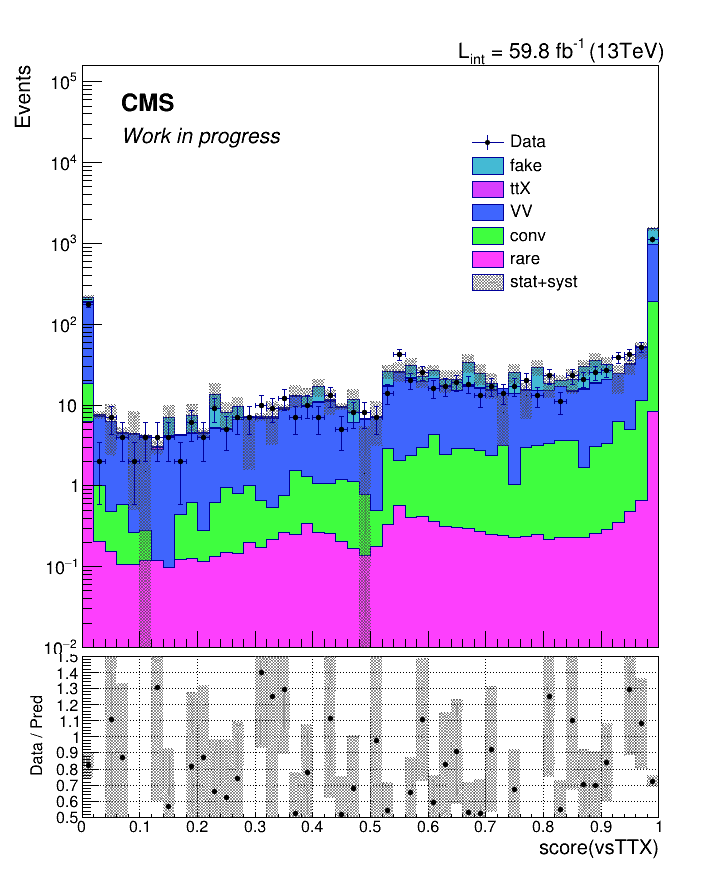 L_int = 59.8 fb^-1 (13TeV)
Events
CMS
Work in progress
Data
fake
ttX
VV
conv
rare
stat+syst
10^5
10^4
10^3
10^2
10
1
10^−1
10^−2
Data / Pred
1.5
1.4
1.3
1.2
1.1
1
0.9
0.8
0.7
0.6
0.5
0 0.1 0.2 0.3 0.4 0.5 0.6 0.7 0.8 0.9 1
score(vsTTX)